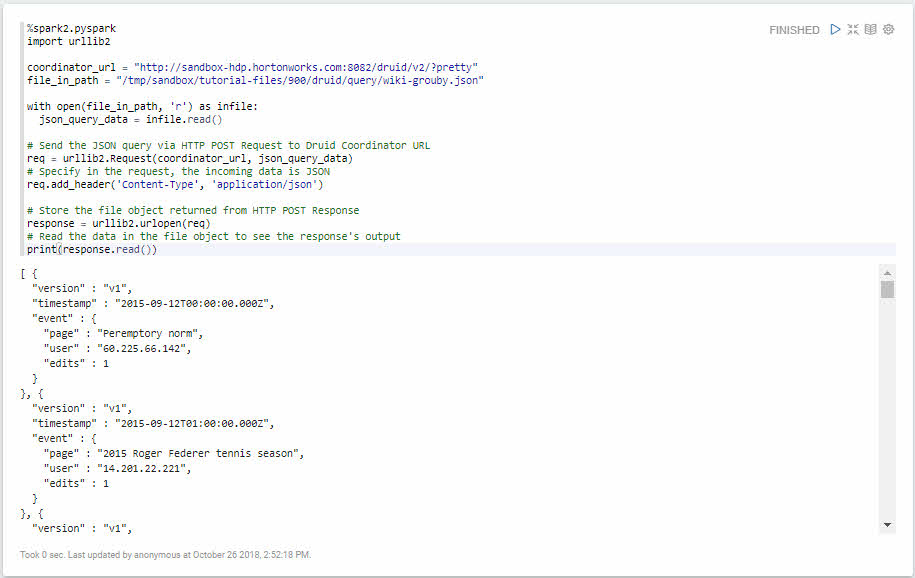 %spark2.pyspark
FINISHED
import urllib2
coordinator_url = "http://sandbox-hdp.hortonworks.com:8082/druid/v2/?pretty"
file_in_path = "/tmp/sandbox/tutorial-files/900/druid/query/wiki-grouby.json"
with open(file_in_path, 'r') as infile:
  json_query_data = infile.read()
# Send the JSON query via HTTP POST Request to Druid Coordinator URL
req = urllib2.Request(coordinator_url, json_query_data)
# Specify in the request, the incoming data is JSON
req.add_header('Content-Type', 'application/json')
# Store the file object returned from HTTP POST Response
response = urllib2.urlopen(req)
# Read the data in the file object to see the response's output
print(response.read())
[ {
  "version" : "v1",
  "timestamp" : "2015-09-12T00:00:00.000Z",
  "event" : {
    "page" : "Peremptory norm",
    "user" : "60.225.66.142",
    "edits" : 1
  }
}, {
  "version" : "v1",
  "timestamp" : "2015-09-12T01:00:00.000Z",
  "event" : {
    "page" : "2015 Roger Federer tennis season",
    "user" : "14.201.22.221",
    "edits" : 1
  }
}, {
  "version" : "v1",
Took 0 sec. Last updated by anonymous at October 26 2018, 2:52:18 PM.